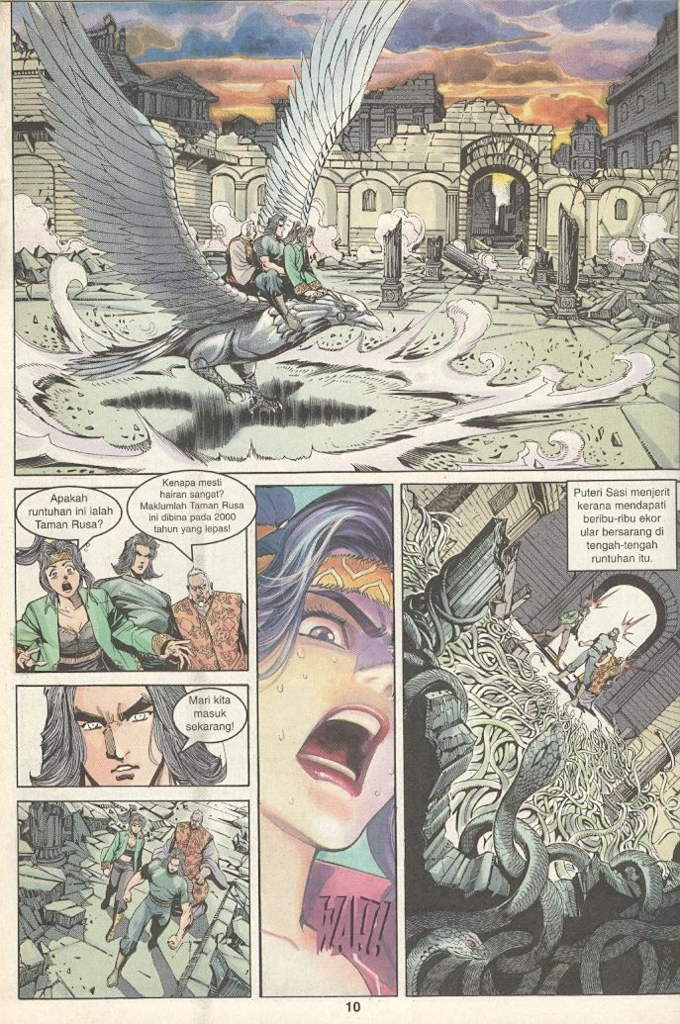 Apakah
runtuhan ini ialah
Taman Rusa?
Kenapa mesti
hairan sangat?
Maklumlah Taman Rusa
ini dibina pada 2000
tahun yang lepas!
Mari kita
masuk
sekarang!
WAH!
Puteri Sasi menjerit
kerana mendapati
beribu-ribu ekor
ular bersarang di
tengah-tengah
runtuhan itu.
10